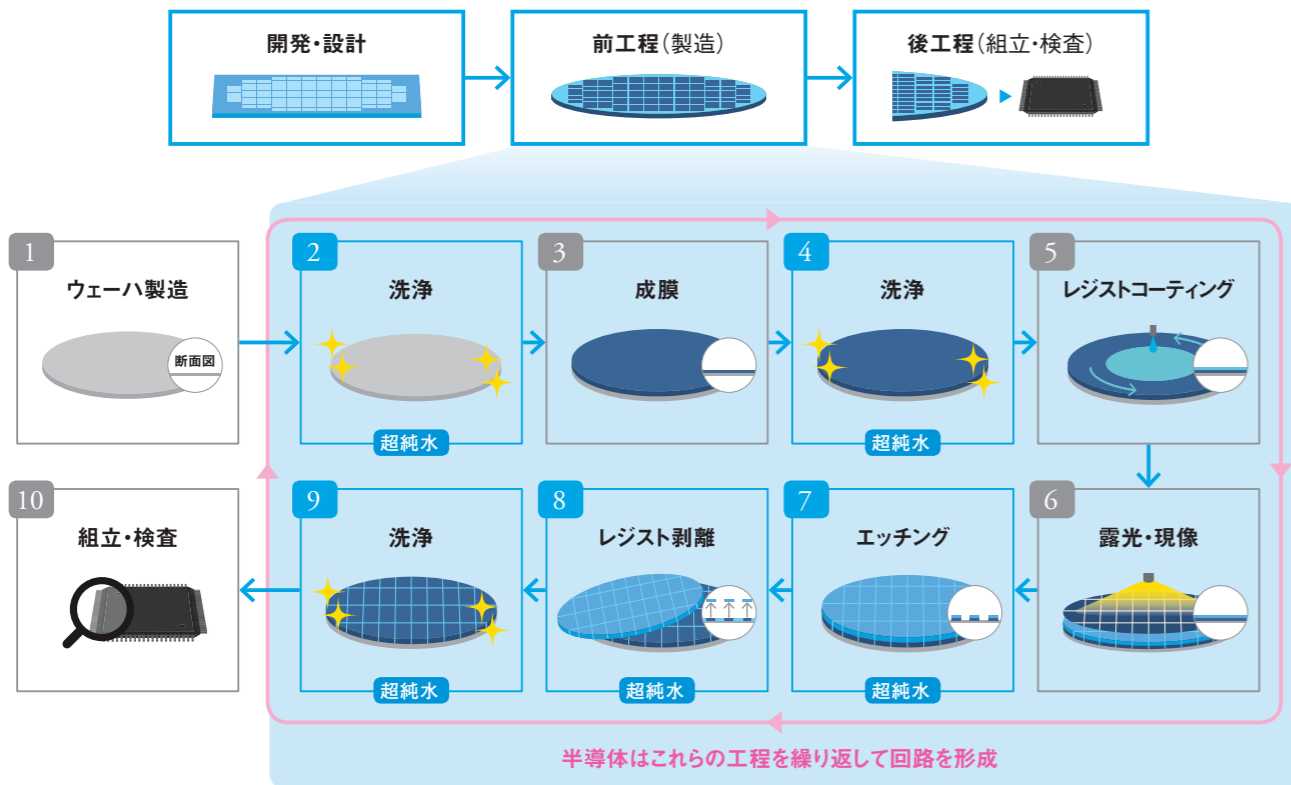 開発・設計
前工程(製造)
後工程(組立・検査)
1
ウェーハ製造
断面図
2
洗浄
超純水
3
成膜
4
洗浄
超純水
5
レジストコーティング
6
露光・現像
7
エッチング
超純水
8
レジスト剥離
超純水
9
洗浄
超純水
10
組立・検査
半導体はこれらの工程を繰り返して回路を形成